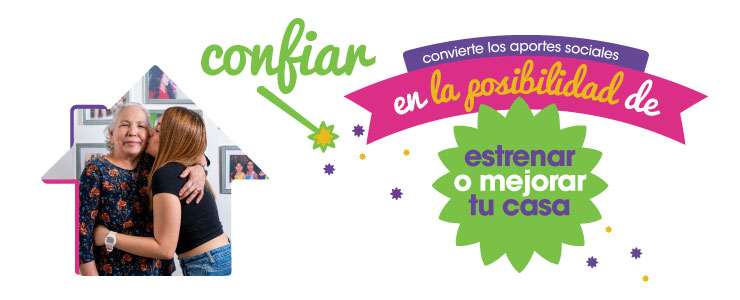 confiar
convierte los aportes sociales
en la posibilidad de
estrenar
o mejorar
tu casa